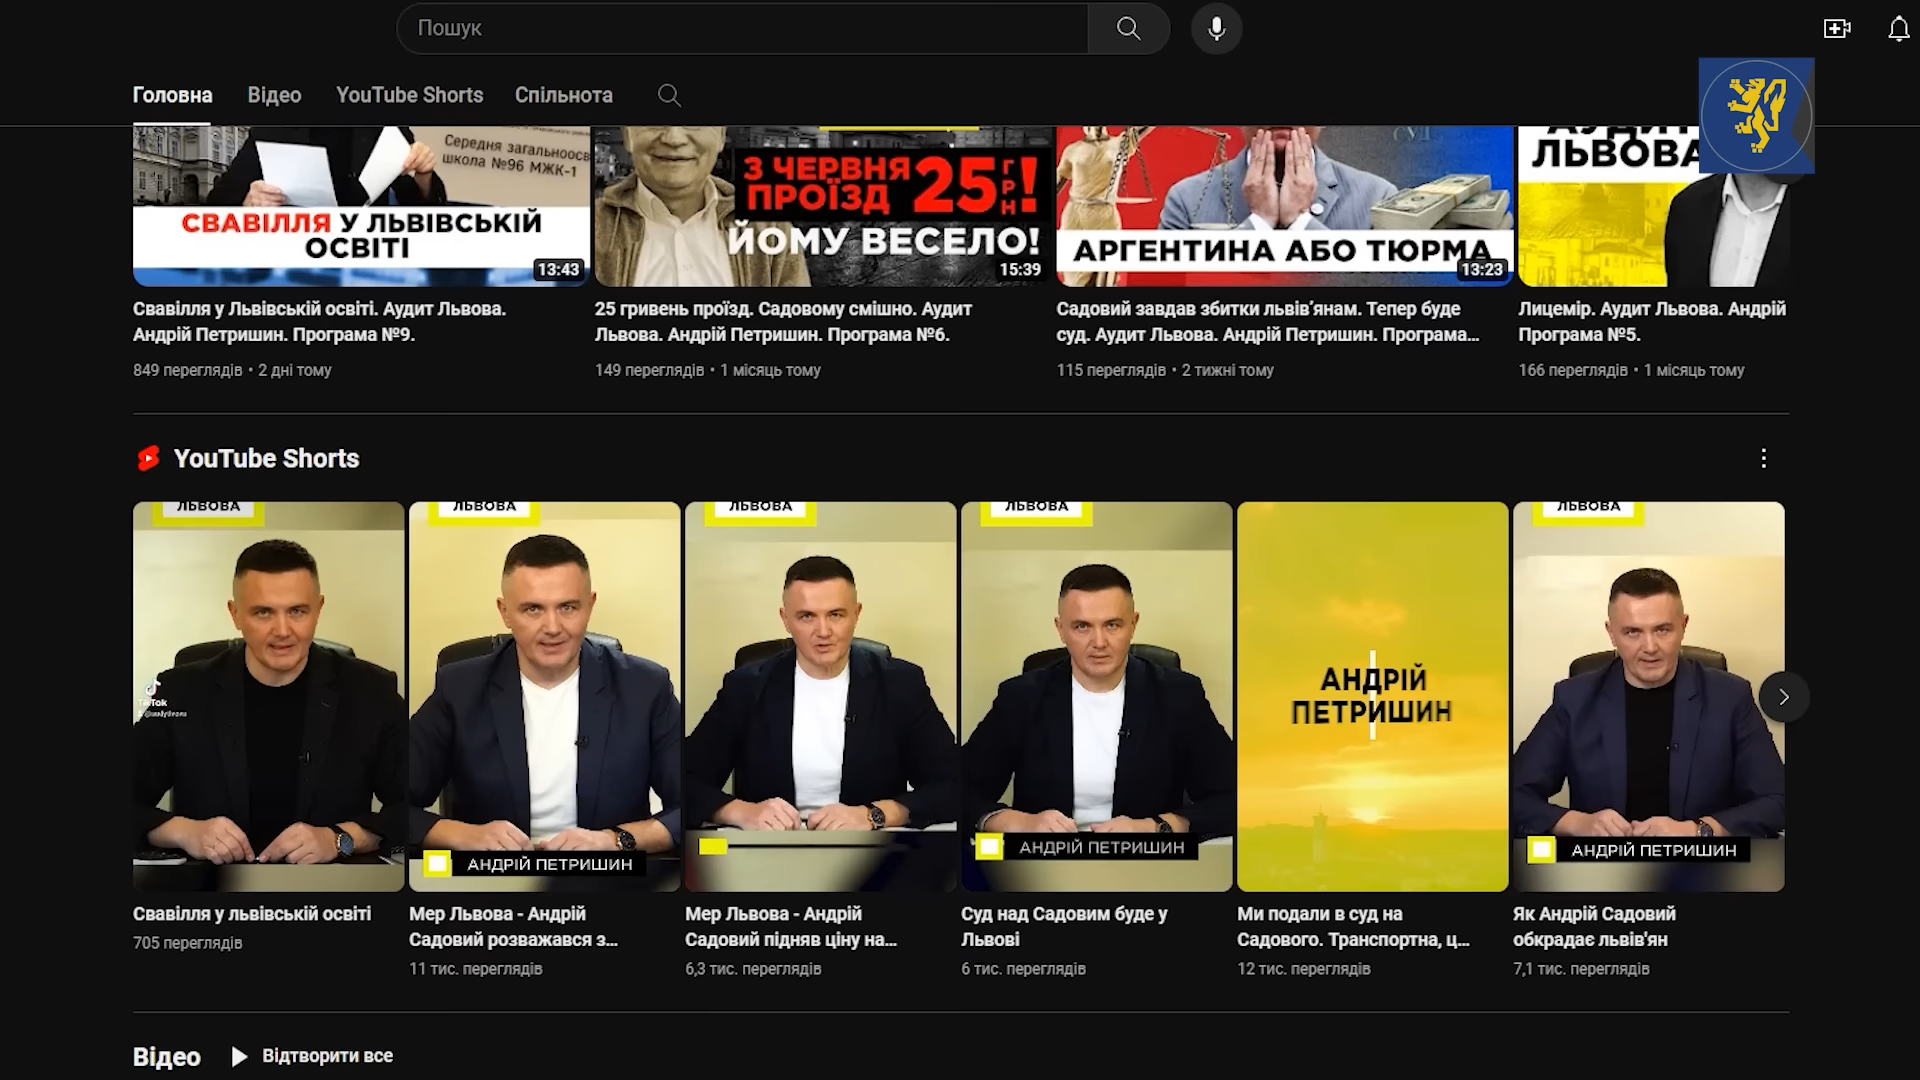 Пошук
Головна
Відео
YouTube Shorts
Спільнота
Середня загальноосв
школа №96 МЖК-1
СВАВІЛЛЯ У ЛЬВІВСЬКІЙ
ОСВІТІ
13:43
З ЧЕРВНЯ
ПРОЇЗД 25 ГРН!
ЙОМУ ВЕСЕЛО!
15:39
АРГЕНТИНА АБО ТЮРМА
13:23
АУДИТ
ЛЬВОВА
Свавілля у Львівській освіті. Аудит Львова.
Андрій Петришин. Програма №9.
849 переглядів • 2 дні тому
25 гривень проїзд. Садовому смішно. Аудит
Львова. Андрій Петришин. Програма №6.
149 переглядів • 1 місяць тому
Садовий завдав збитки львів’янам. Тепер буде
суд. Аудит Львова. Андрій Петришин. Програма...
115 переглядів • 2 тижні тому
Лицемір. Аудит Львова. Андрій
Програма №5.
166 переглядів • 1 місяць тому
YouTube Shorts
ЛЬВОВА
ЛЬВОВА
ЛЬВОВА
ЛЬВОВА
ЛЬВОВА
TikTok
АНДРІЙ ПЕТРИШИН
АНДРІЙ ПЕТРИШИН
АНДРІЙ
ПЕТРИШИН
АНДРІЙ ПЕТРИШИН
Свавілля у львівській освіті
705 переглядів
Мер Львова - Андрій
Садовий розважався з...
11 тис. переглядів
Мер Львова - Андрій
Садовий підняв ціну на...
6,3 тис. переглядів
Суд над Садовим буде у
Львові
6 тис. переглядів
Ми подали в суд на
Садового. Транспортна, ц...
12 тис. переглядів
Як Андрій Садовий
обкрадає львів'ян
7,1 тис. переглядів
Відео
Відтворити все